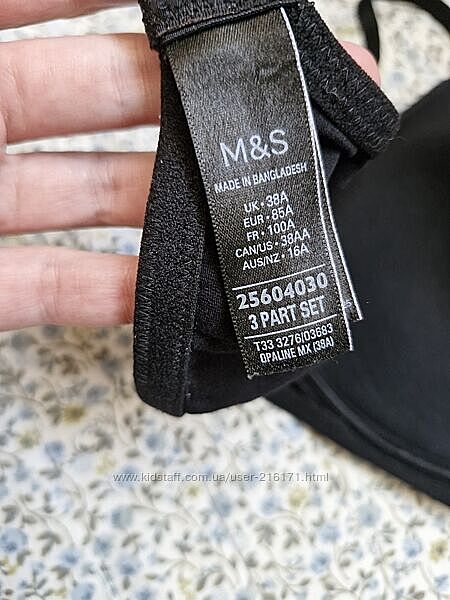 M&S
MADE IN BANGLADESH
UK • 38A
EUR • 85A
FR • 100A
CAN/US • 38AA
AUS/NZ • 16A
25604030
3 PART SET
T33 3276/03683
OPALINE MX (38A)
www.kidstaff.com.ua/user-216171.html